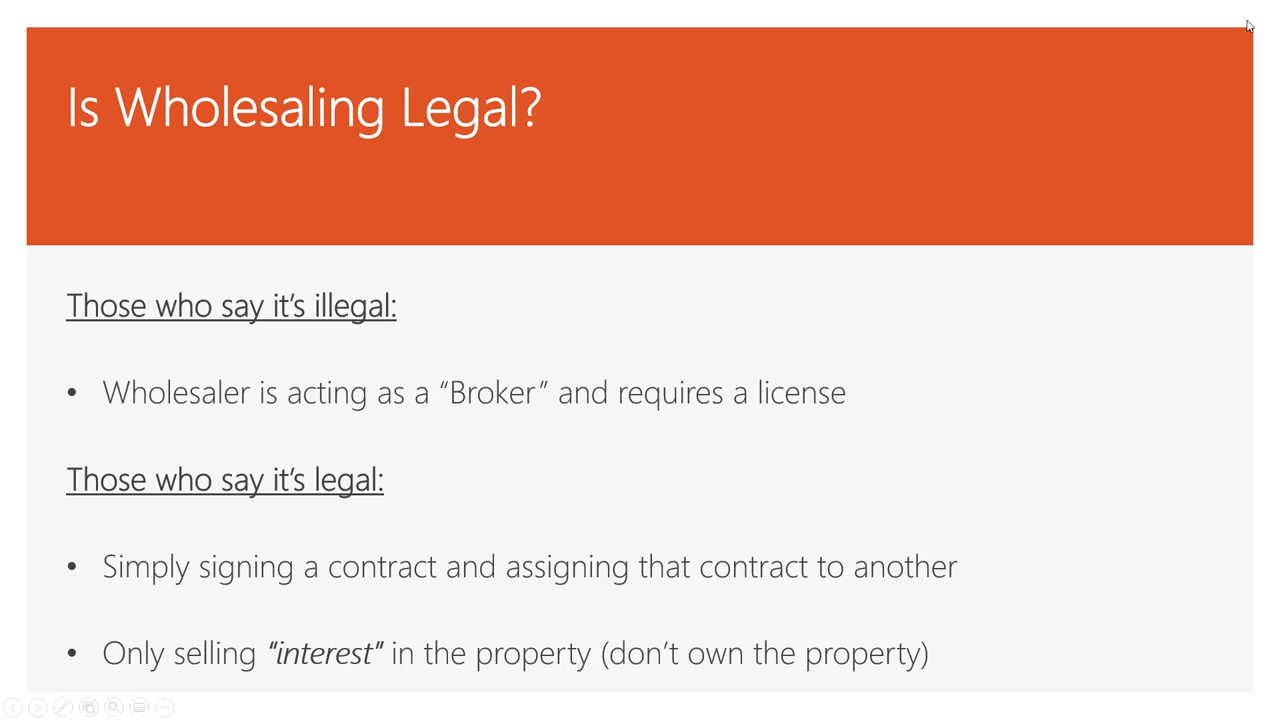 Is Wholesaling Legal?
Those who say it’s illegal:
• Wholesaler is acting as a “Broker” and requires a license
Those who say it’s legal:
• Simply signing a contract and assigning that contract to another
• Only selling "interest" in the property (don’t own the property)